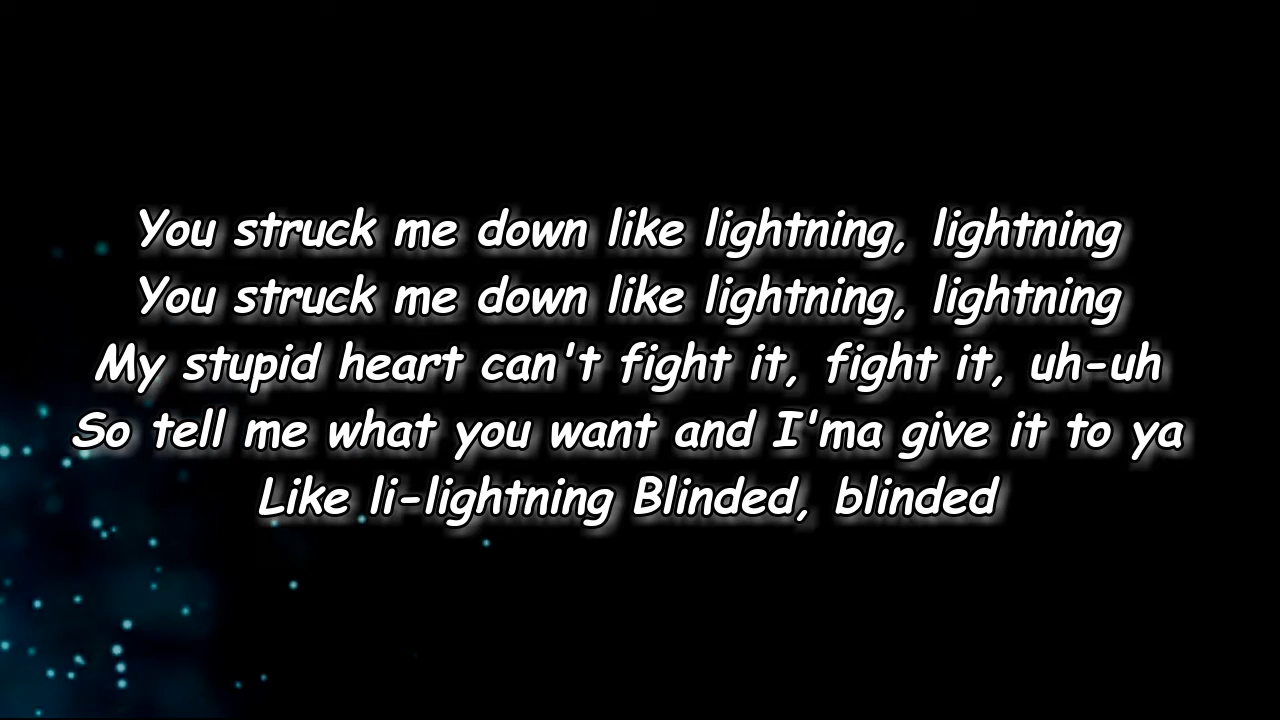 You struck me down like lightning, lightning
You struck me down like lightning, lightning
My stupid heart can't fight it, fight it, uh-uh
So tell me what you want and I'ma give it to ya
Like li-lightning Blinded, blinded